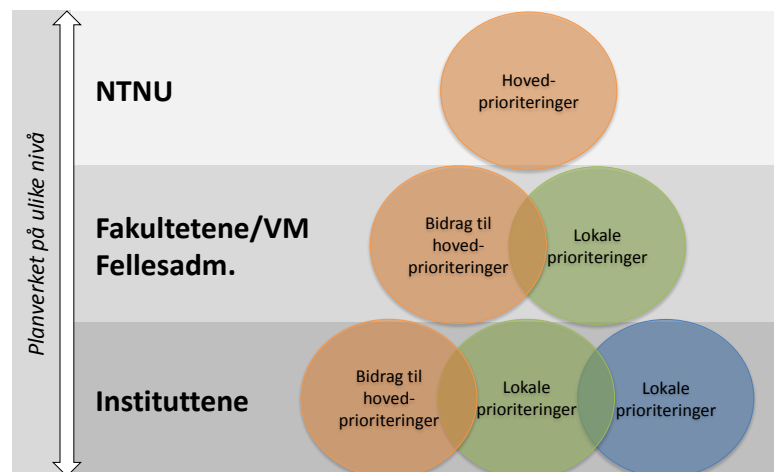 Planverket på ulike nivå
NTNU
Hoved-
prioriteringer
Fakultetene/VM
Fellesadm.
Bidrag til
hoved-
prioriteringer
Lokale
prioriteringer
Instituttene
Bidrag til
hoved-
prioriteringer
Lokale
prioriteringer
Lokale
prioriteringer